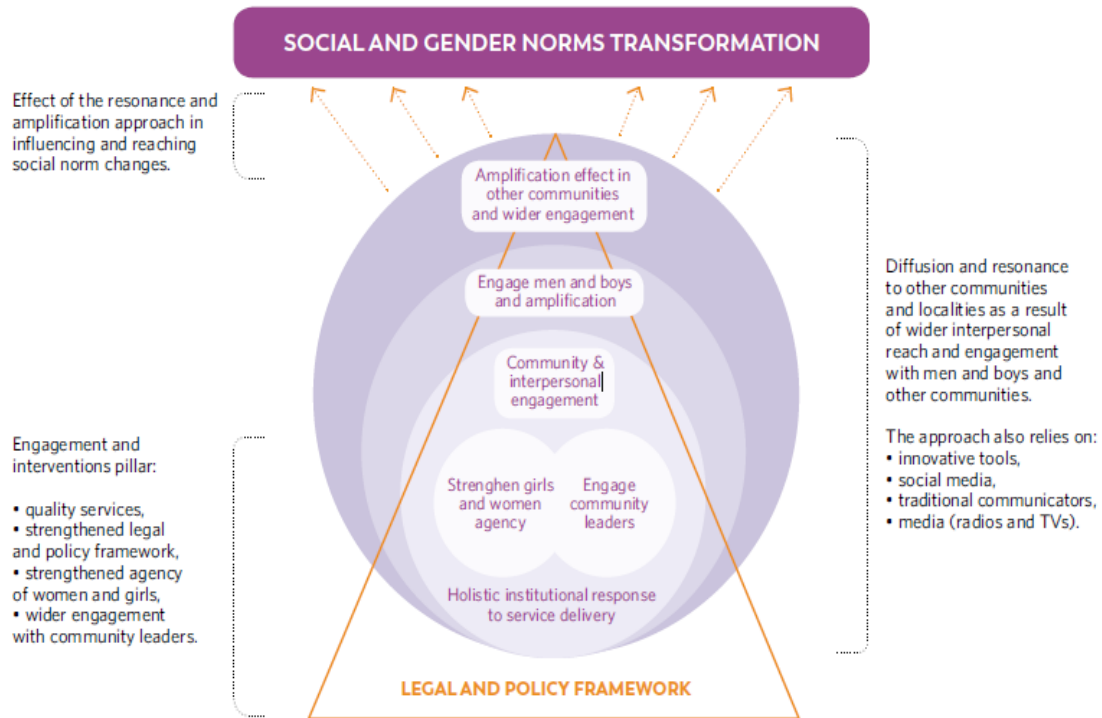 SOCIAL AND GENDER NORMS TRANSFORMATION
Effect of the resonance and
amplification approach in
influencing and reaching
social norm changes.
Amplification effect in
other communities
and wider engagement
Engage men and boys
and amplification
Community &
interpersonal
engagement
Strenghen girls
and women
agency
Engage
community
leaders
Holistic institutional response
to service delivery
LEGAL AND POLICY FRAMEWORK
Engagement and
interventions pillar:
• quality services,
• strengthened legal
and policy framework,
• strengthened agency
of women and girls,
• wider engagement
with community leaders.
Diffusion and resonance
to other communities
and localities as a result
of wider interpersonal
reach and engagement
with men and boys and
other communities.
The approach also relies on:
• innovative tools,
• social media,
• traditional communicators,
• media (radios and TVs).